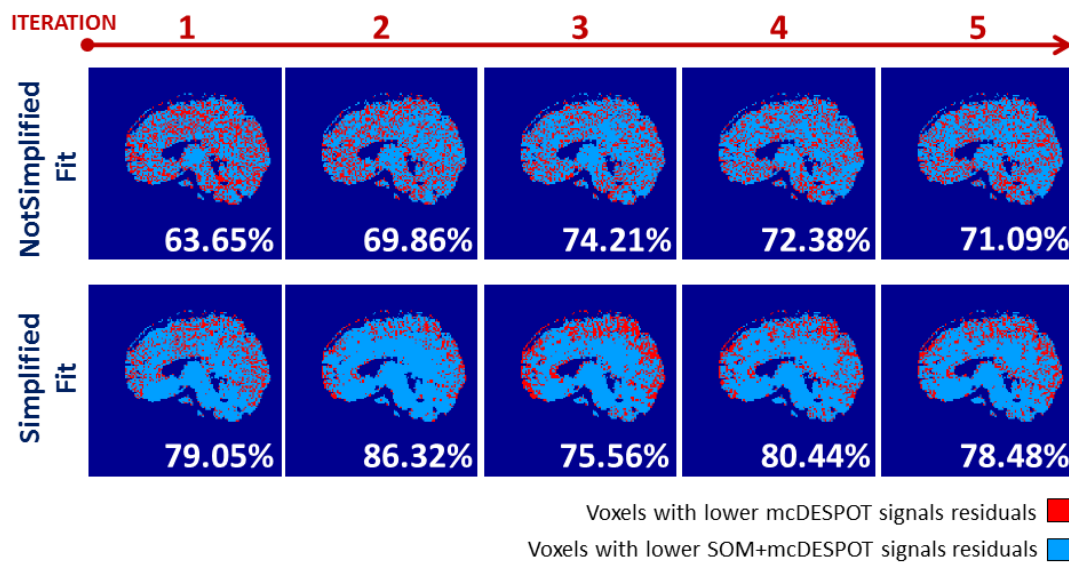 ITERATION 1 2 3 4 5
NotSimplified
Fit
63.65% 69.86% 74.21% 72.38% 71.09%
Simplified
Fit
79.05% 86.32% 75.56% 80.44% 78.48%
Voxels with lower mcDESPOT signals residuals
Voxels with lower SOM+mcDESPOT signals residuals